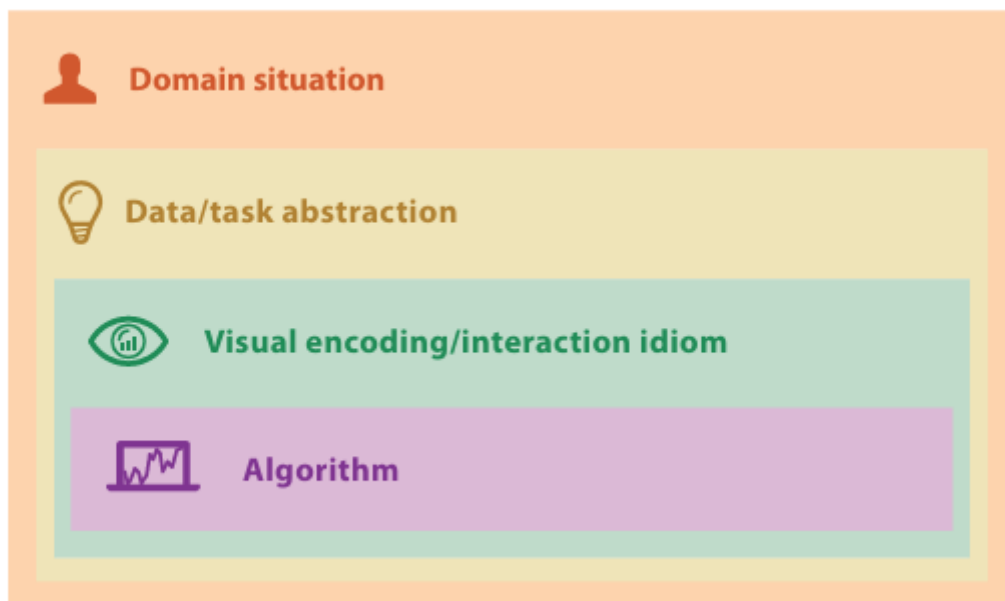 Domain situation
Data/task abstraction
Visual encoding/interaction idiom
Algorithm